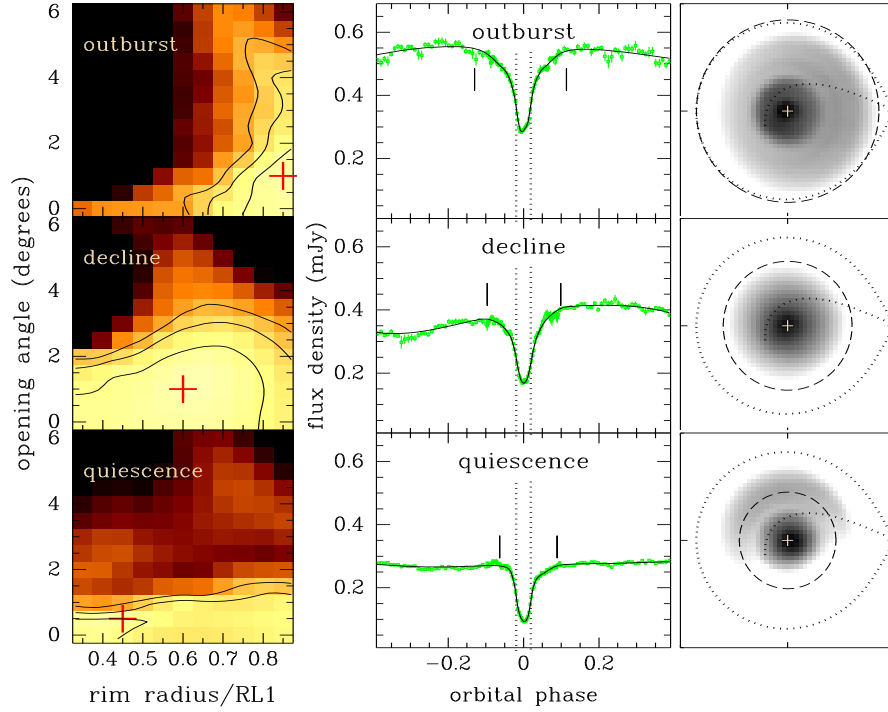 outburst
decline
quiescence
6
4
2
0
6
4
2
0
6
4
2
0
opening angle (degrees)
0.4 0.5 0.6 0.7 0.8
rim radius/RL1
outburst
decline
quiescence
0.6
0.4
0.2
0.6
0.4
0.2
0.6
0.4
0.2
flux density (mJy)
−0.2 0 0.2
orbital phase